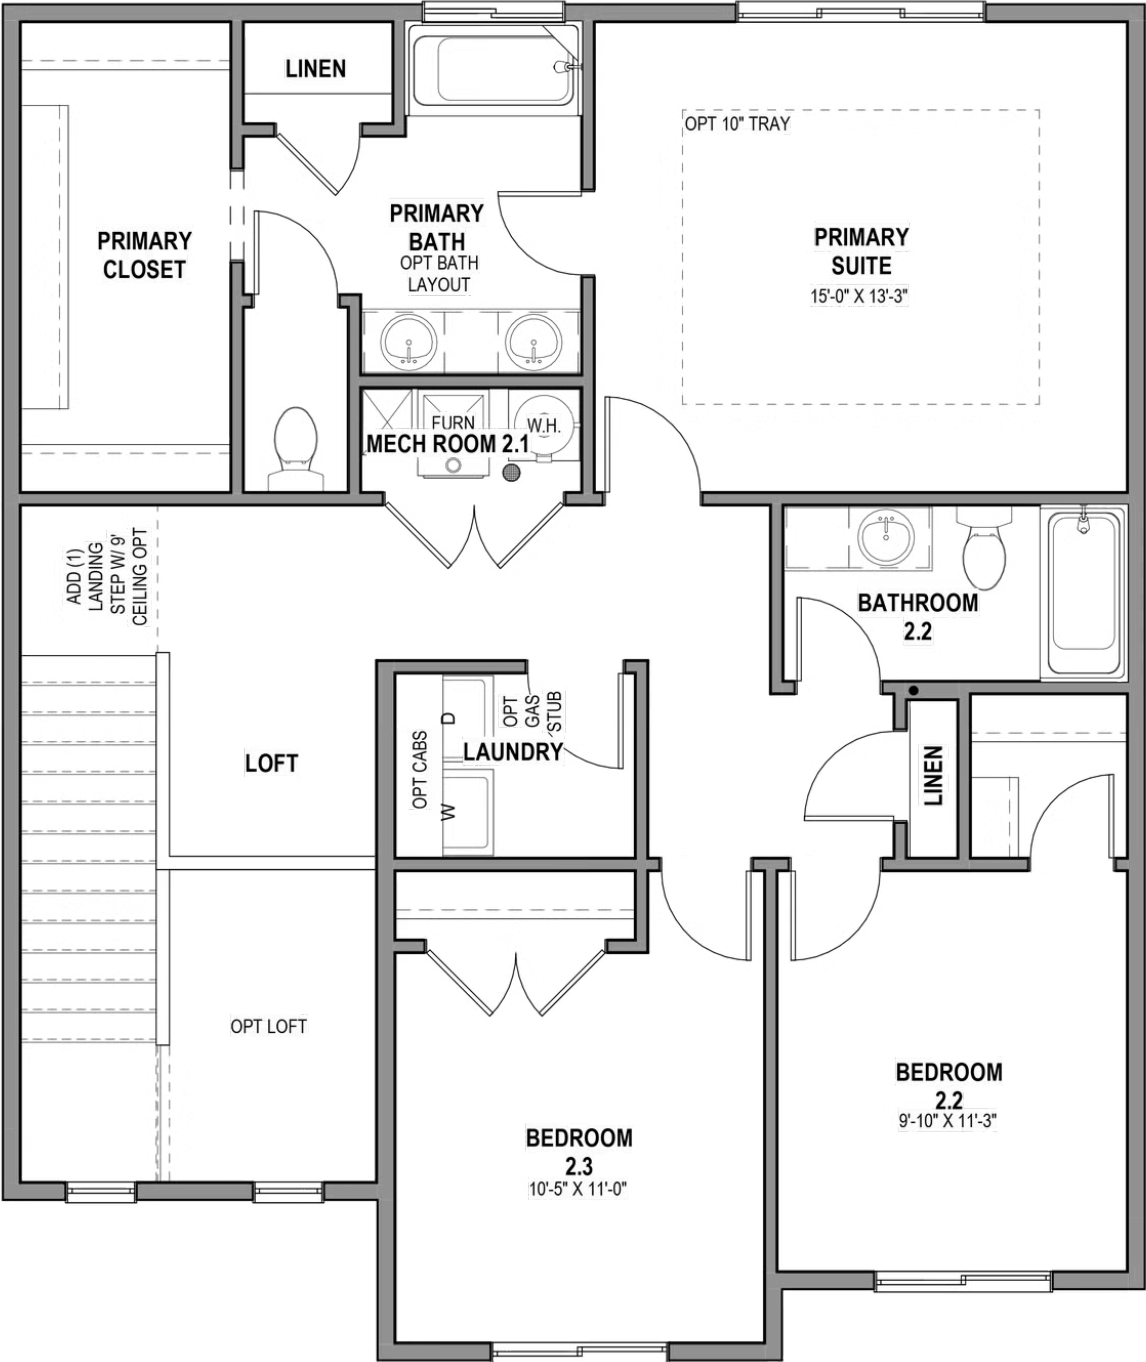 LINEN
OPT 10" TRAY
PRIMARY
CLOSET
PRIMARY
BATH
OPT BATH
LAYOUT
PRIMARY
SUITE
15'-0" X 13'-3"
FURN
W.H.
MECH ROOM 2.1
ADD (1)
LANDING
STEP W/ 9'
CEILING OPT
BATHROOM
2.2
OPT
GAS
STUB
D
LAUNDRY
OPT CABS
W
LOFT
LINEN
OPT LOFT
BEDROOM
2.2
9'-10" X 11'-3"
BEDROOM
2.3
10'-5" X 11'-0"